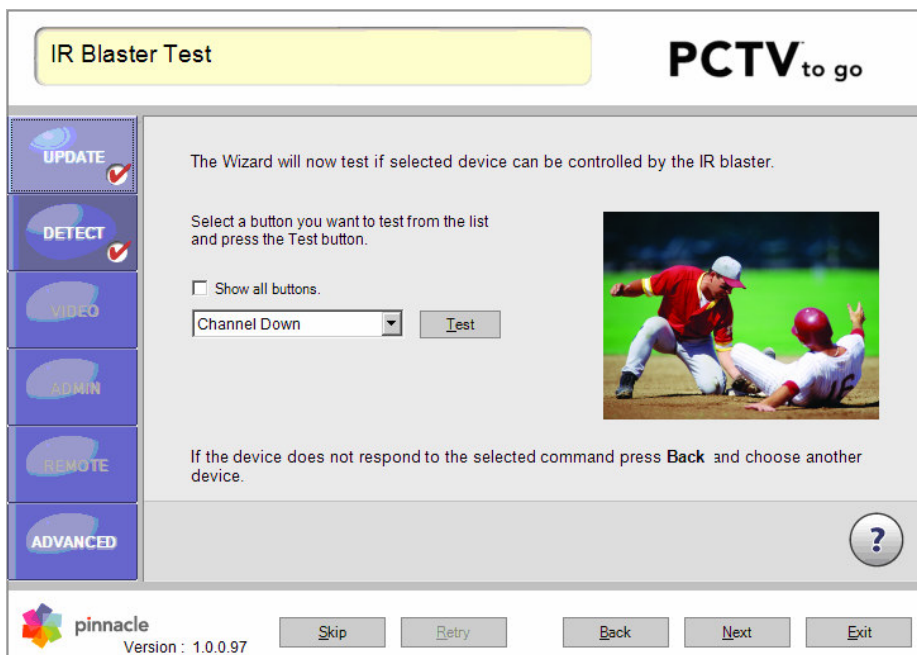 IR Blaster Test
PCTV to go
UPDATE
DETECT
VIDEO
ADMIN
REMOTE
ADVANCED
The Wizard will now test if selected device can be controlled by the IR blaster.
Select a button you want to test from the list
and press the Test button.
Show all buttons.
Channel Down
Test
16
If the device does not respond to the selected command press Back and choose another
device.
?
pinnacle
Version : 1.0.0.97
Skip
Retry
Back
Next
Exit